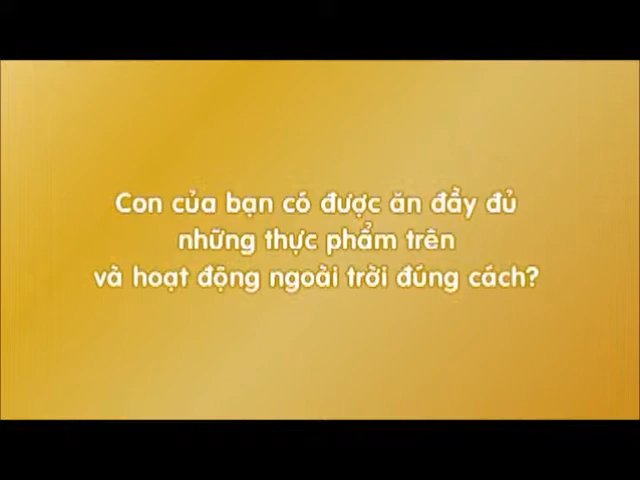 Con của bạn có được ăn đầy đủ
những thực phẩm trên
và hoạt động ngoài trời đúng cách?